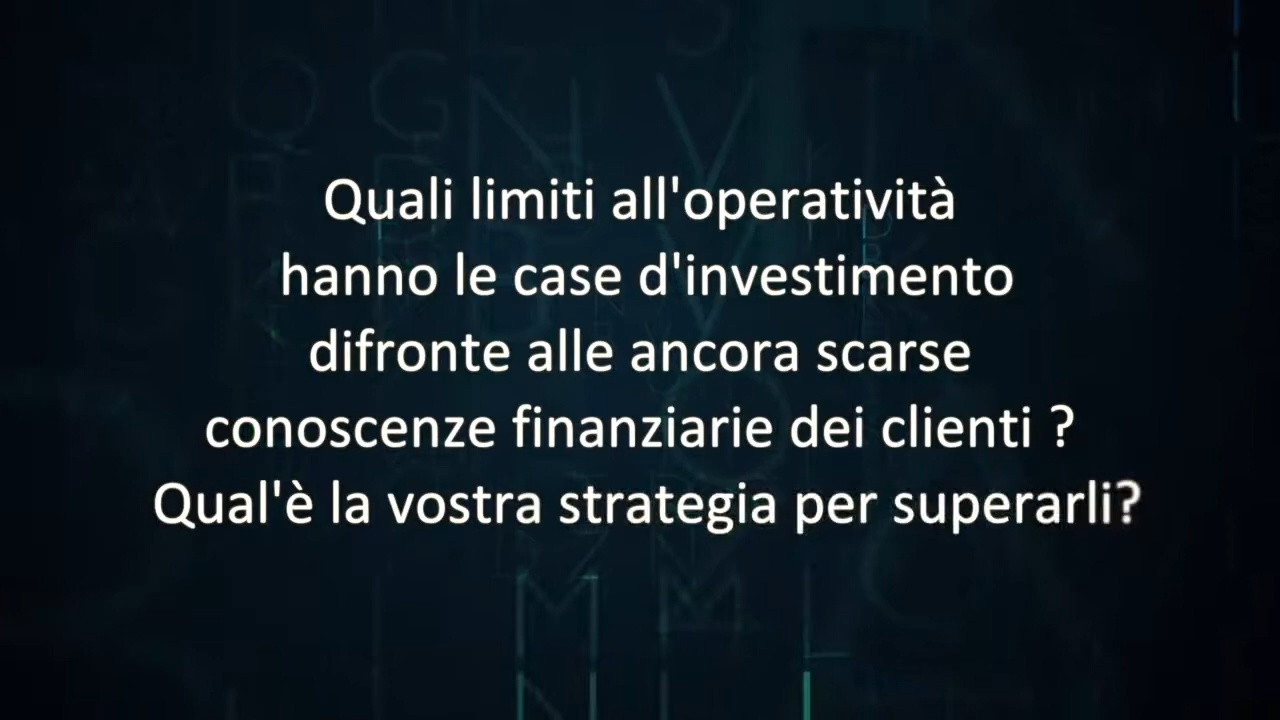 Quali limiti all'operatività
hanno le case d'investimento
difronte alle ancora scarse
conoscenze finanziarie dei clienti ?
Qual'è la vostra strategia per superarli?